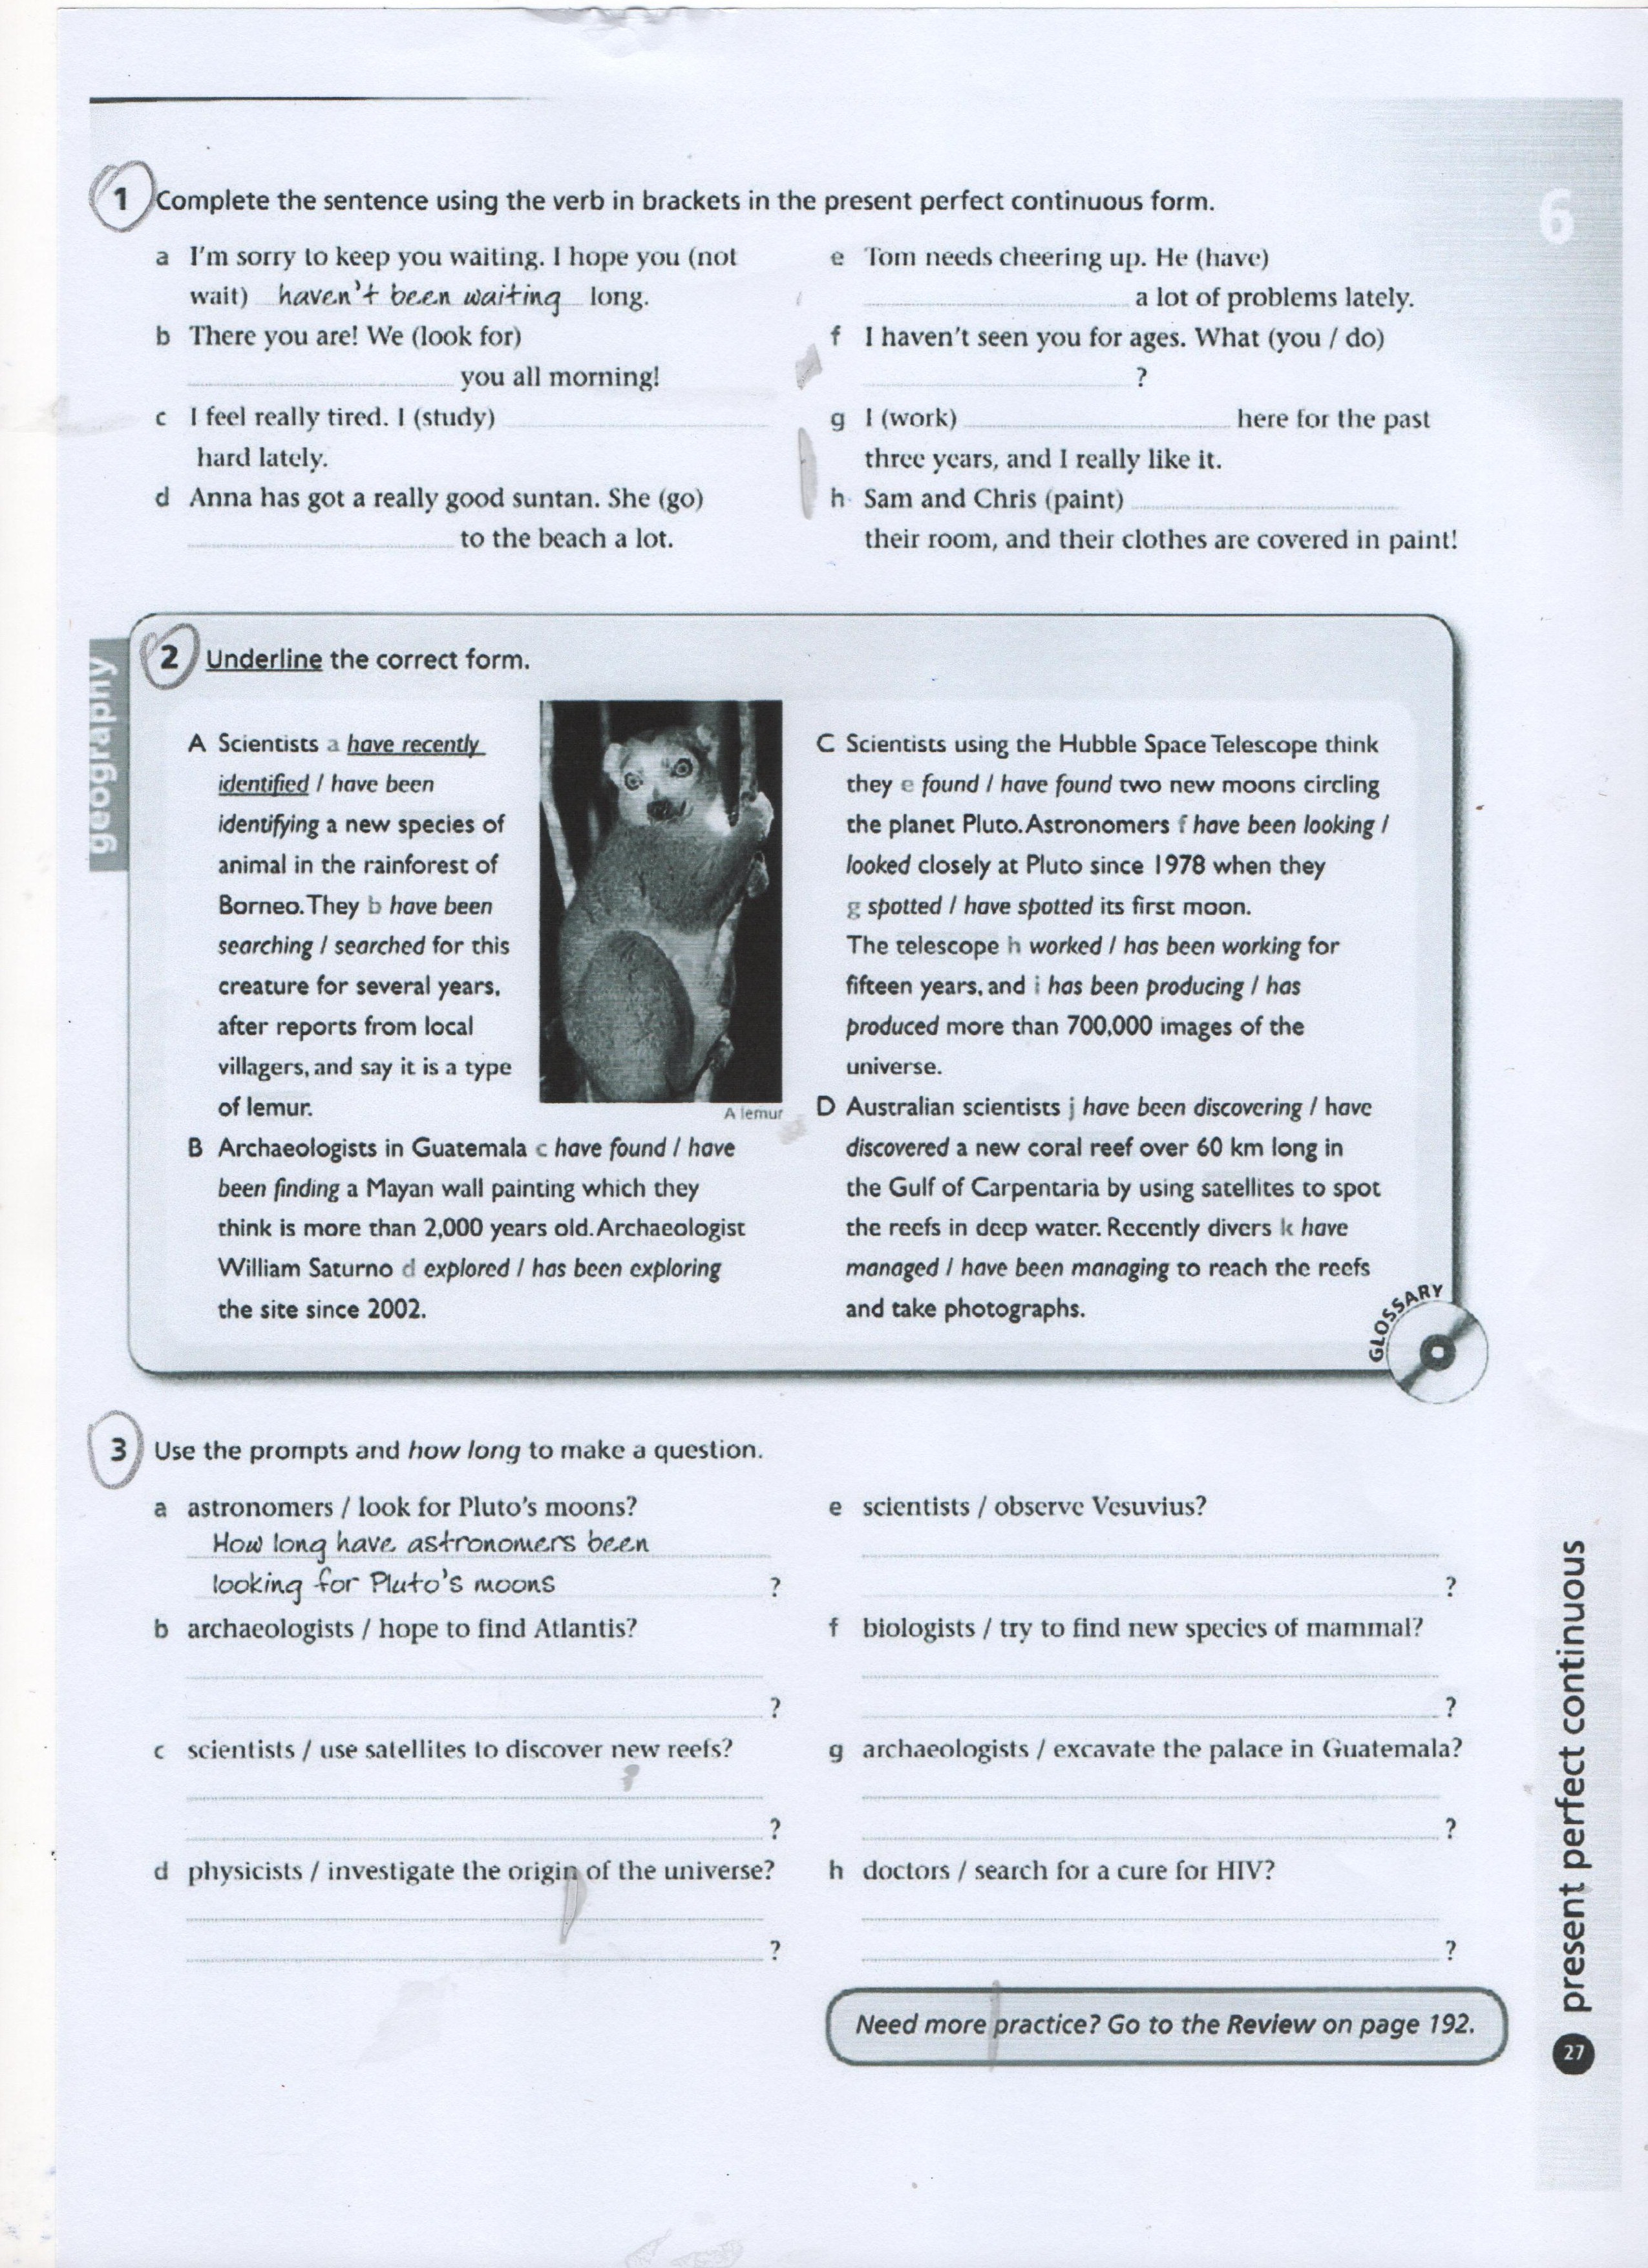 6
1 Complete the sentence using the verb in brackets in the present perfect continuous form.
a I'm sorry to keep you waiting. I hope you (not
wait) haven't been waiting long.
b There you are! We (look for)
you all morning!
c I feel really tired. I (study)
hard lately.
d Anna has got a really good suntan. She (go)
to the beach a lot.
e Tom needs cheering up. He (have)
a lot of problems lately.
f I haven't seen you for ages. What (you / do)
?
g I (work) here for the past
three years, and I really like it.
h Sam and Chris (paint)
their room, and their clothes are covered in paint!
geography
2 Underline the correct form.
A Scientists a have recently
identified / have been
identifying a new species of
animal in the rainforest of
Borneo. They b have been
searching / searched for this
creature for several years,
after reports from local
villagers, and say it is a type
of lemur.
A lemur
B Archaeologists in Guatemala c have found / have
been finding a Mayan wall painting which they
think is more than 2,000 years old. Archaeologist
William Saturno d explored / has been exploring
the site since 2002.
C Scientists using the Hubble Space Telescope think
they e found / have found two new moons circling
the planet Pluto. Astronomers f have been looking /
looked closely at Pluto since 1978 when they
g spotted / have spotted its first moon.
The telescope h worked / has been working for
fifteen years, and i has been producing / has
produced more than 700,000 images of the
universe.
D Australian scientists j have been discovering / have
discovered a new coral reef over 60 km long in
the Gulf of Carpentaria by using satellites to spot
the reefs in deep water. Recently divers k have
managed / have been managing to reach the reefs
and take photographs.
GLOSSARY
3 Use the prompts and how long to make a question.
a astronomers / look for Pluto's moons?
How long have astronomers been
looking for Pluto's moons ?
b archaeologists / hope to find Atlantis?
?
c scientists / use satellites to discover new reefs?
?
d physicists / investigate the origin of the universe?
?
e scientists / observe Vesuvius?
?
f biologists / try to find new species of mammal?
?
g archaeologists / excavate the palace in Guatemala?
?
h doctors / search for a cure for HIV?
?
Need more practice? Go to the Review on page 192.
present perfect continuous
27